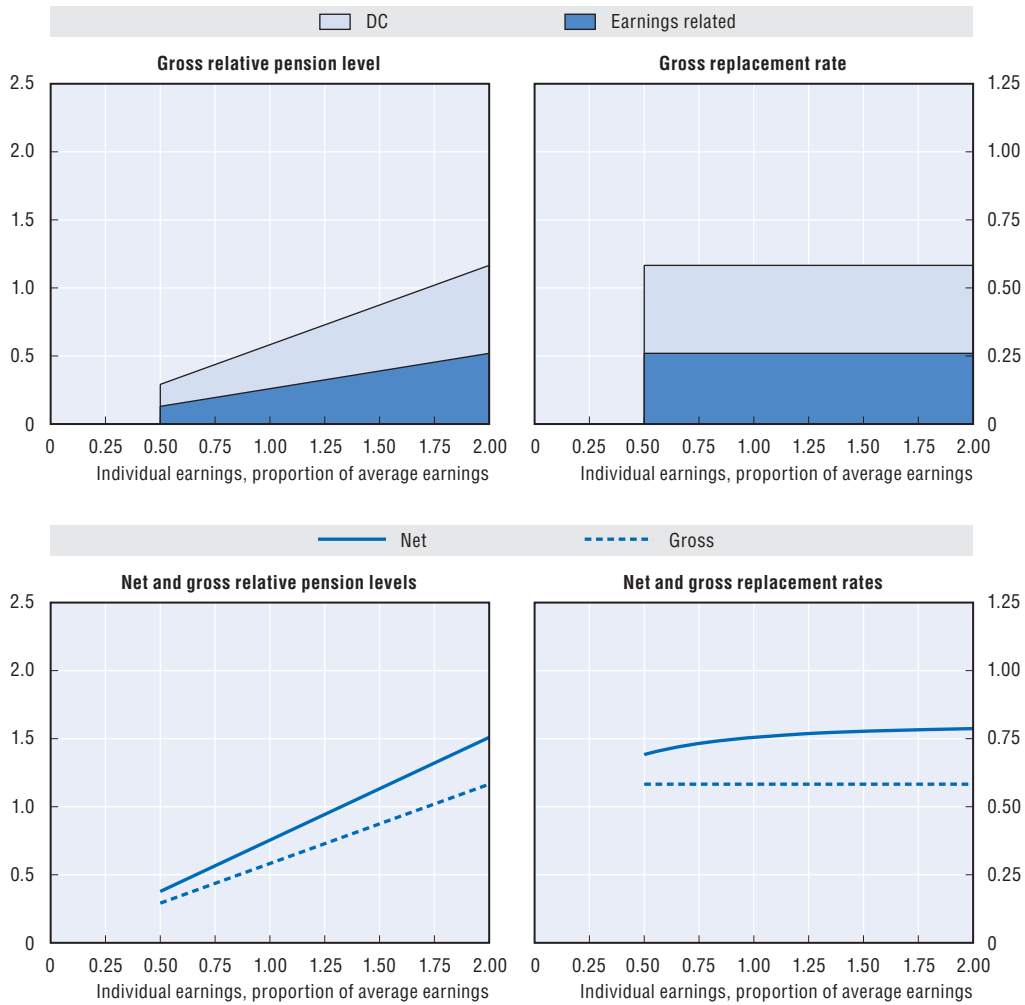 DC Earnings related
Gross relative pension level
2.5
2.0
1.5
1.0
0.5
0
0 0.25 0.50 0.75 1.00 1.25 1.50 1.75 2.00
Individual earnings, proportion of average earnings
Gross replacement rate
1.25
1.00
0.75
0.50
0.25
0
0 0.25 0.50 0.75 1.00 1.25 1.50 1.75 2.00
Individual earnings, proportion of average earnings
Net Gross
Net and gross relative pension levels
2.5
2.0
1.5
1.0
0.5
0
0 0.25 0.50 0.75 1.00 1.25 1.50 1.75 2.00
Individual earnings, proportion of average earnings
Net and gross replacement rates
1.25
1.00
0.75
0.50
0.25
0
0 0.25 0.50 0.75 1.00 1.25 1.50 1.75 2.00
Individual earnings, proportion of average earnings